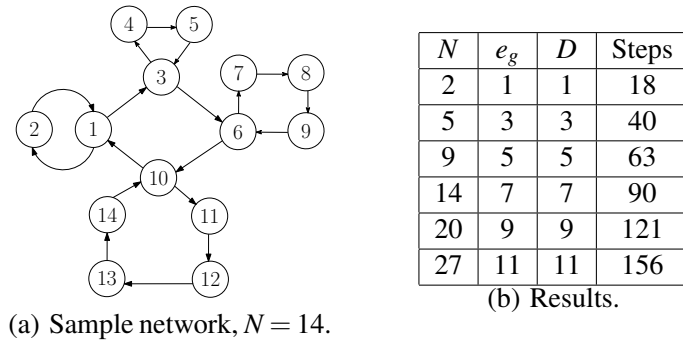 4 5
3
7 8
2 1
6 9
10
14 11
13 12
(a) Sample network, N = 14.
N e_g D Steps
2 1 1 18
5 3 3 40
9 5 5 63
14 7 7 90
20 9 9 121
27 11 11 156
(b) Results.